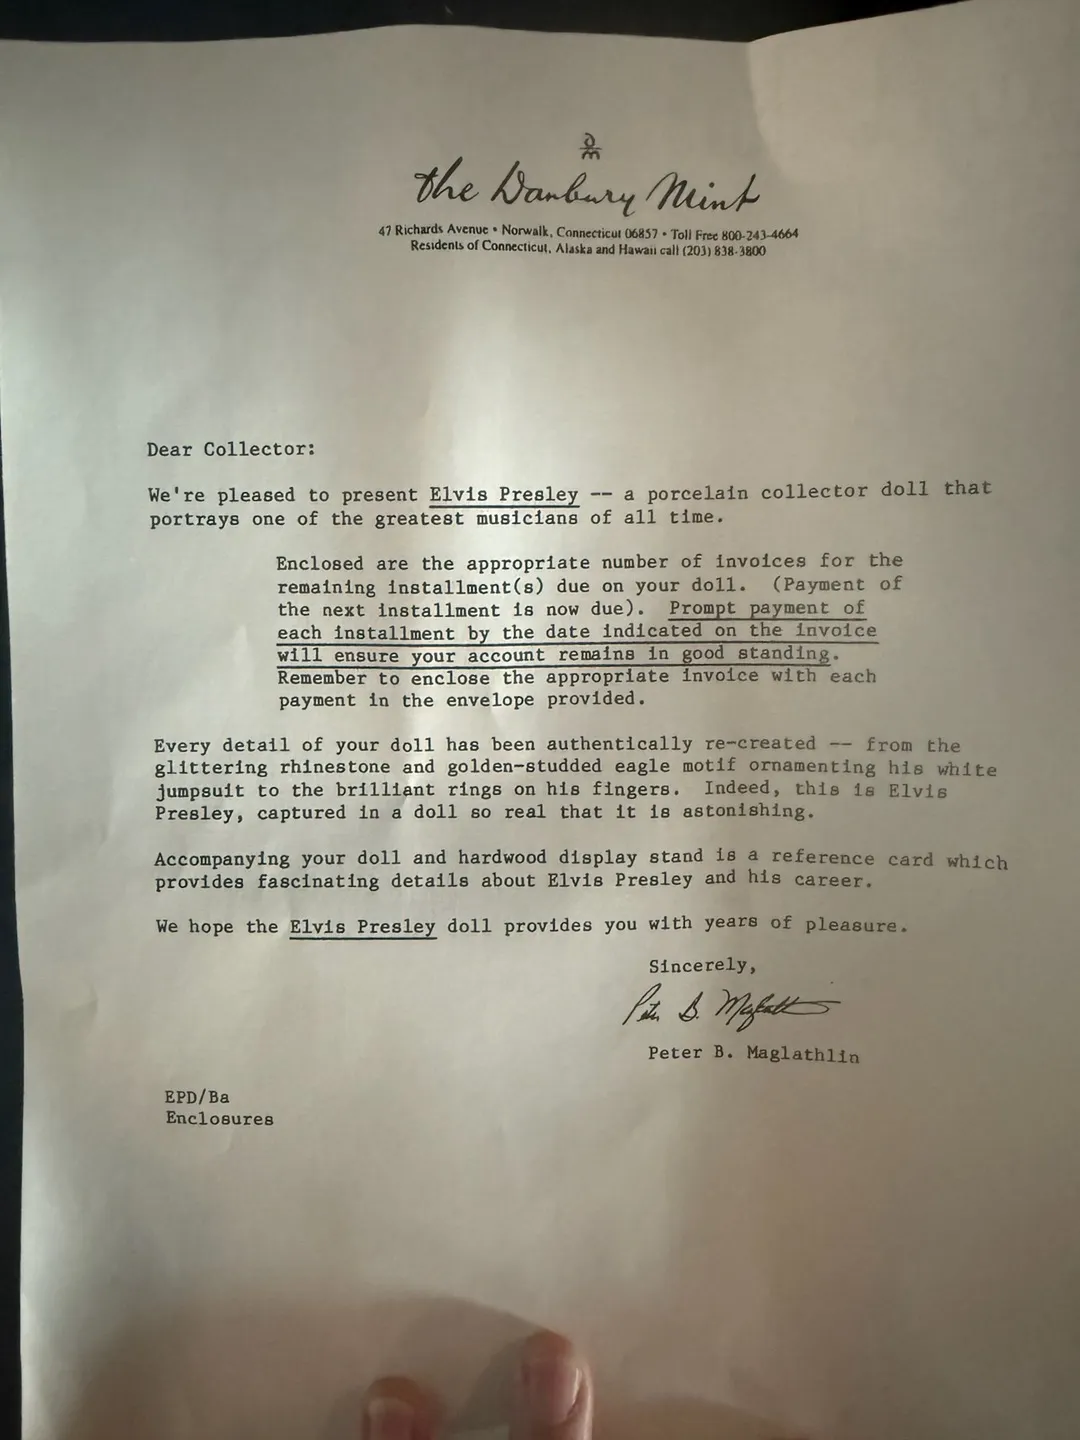 the Danbury Mint
47 Richards Avenue • Norwalk, Connecticut 06857 • Toll Free 800-243-4664
Residents of Connecticut, Alaska and Hawaii call (203) 838-3800
Dear Collector:
We're pleased to present Elvis Presley -- a porcelain collector doll that
portrays one of the greatest musicians of all time.
Enclosed are the appropriate number of invoices for the
remaining installment(s) due on your doll. (Payment of
the next installment is now due). Prompt payment of
each installment by the date indicated on the invoice
will ensure your account remains in good standing.
Remember to enclose the appropriate invoice with each
payment in the envelope provided.
Every detail of your doll has been authentically re-created -- from the
glittering rhinestone and golden-studded eagle motif ornamenting his white
jumpsuit to the brilliant rings on his fingers. Indeed, this is Elvis
Presley, captured in a doll so real that it is astonishing.
Accompanying your doll and hardwood display stand is a reference card which
provides fascinating details about Elvis Presley and his career.
We hope the Elvis Presley doll provides you with years of pleasure.
Sincerely,
Peter B. Maglathlin
Peter B. Maglathlin
EPD/Ba
Enclosures